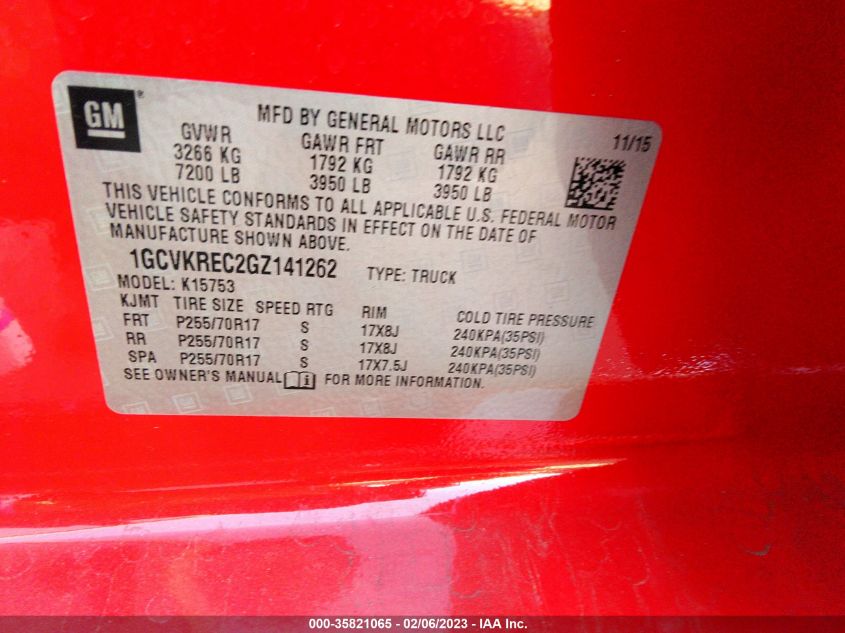 GM ®
MFD BY GENERAL MOTORS LLC
11/15
GVWR GAWR FRT GAWR RR
3266 KG 1792 KG 1792 KG
7200 LB 3950 LB 3950 LB
THIS VEHICLE CONFORMS TO ALL APPLICABLE U.S. FEDERAL MOTOR
VEHICLE SAFETY STANDARDS IN EFFECT ON THE DATE OF
MANUFACTURE SHOWN ABOVE.
1GCVKREC2GZ141262 TYPE: TRUCK
MODEL: K15753
KJMT TIRE SIZE SPEED RTG RIM COLD TIRE PRESSURE
FRT P255/70R17 S 17X8J 240KPA(35PSI)
RR P255/70R17 S 17X8J 240KPA(35PSI)
SPA P255/70R17 S 17X7.5J 240KPA(35PSI)
SEE OWNER'S MANUAL i FOR MORE INFORMATION.
000-35821065 - 02/06/2023 - IAA Inc.